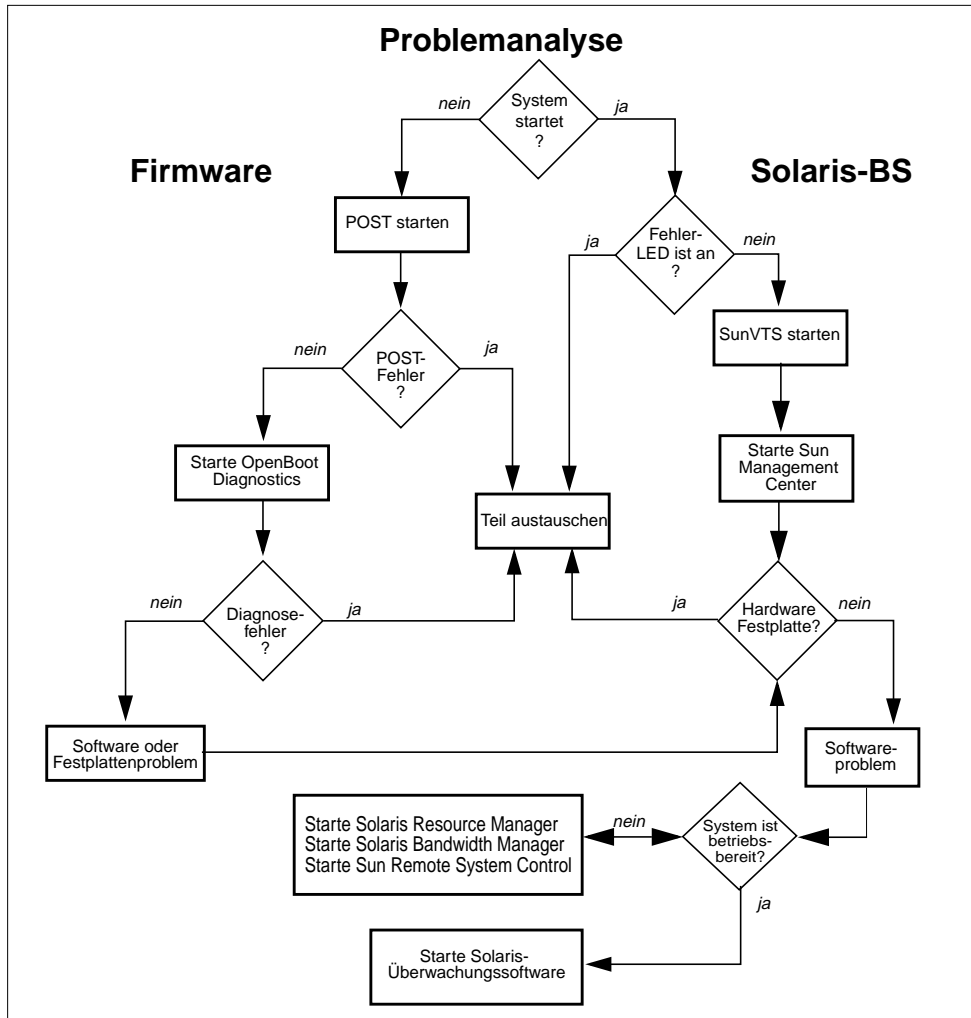 Problemanalyse
nein
System
startet
?
ja
Firmware
Solaris-BS
POST starten
ja
Fehler-
LED ist an
?
nein
SunVTS starten
nein
POST-
Fehler
?
ja
Starte OpenBoot
Diagnostics
Starte Sun
Management
Center
Teil austauschen
nein
Diagnose-
fehler
?
ja
ja
Hardware
Festplatte?
nein
Software oder
Festplattenproblem
Software-
problem
Starte Solaris Resource Manager
Starte Solaris Bandwidth Manager
Starte Sun Remote System Control
nein
System ist
betriebs-
bereit?
ja
Starte Solaris-
Überwachungssoftware